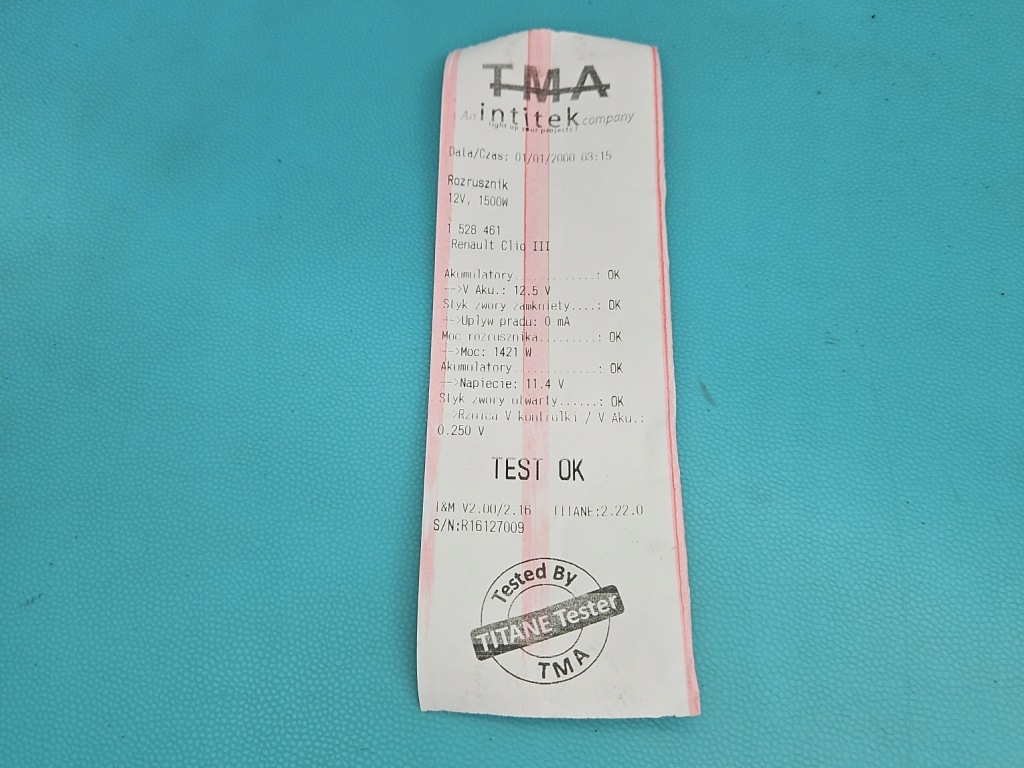 TMA
An intitek company
light up your projects!
Data/Czas: 01/01/2000 03:15
Rozrusznik
12V, 1500W
1 528 461
Renault Clio III
Akumulatory............: OK
-->V Aku.: 12.5 V
Styk zwory zamkniety....: OK
-->Uplyw pradu: 0 mA
Moc rozrusznika.........: OK
-->Moc: 1421 W
Akumulatory............: OK
-->Napiecie: 11.4 V
Styk zwory otwarty......: OK
-->Rznica V kontrolki / V Aku.:
0.250 V
TEST OK
T&M V2.00/2.16 TITANE:2.22.0
S/N:R16127009
Tested By
TITANE Tester
TMA